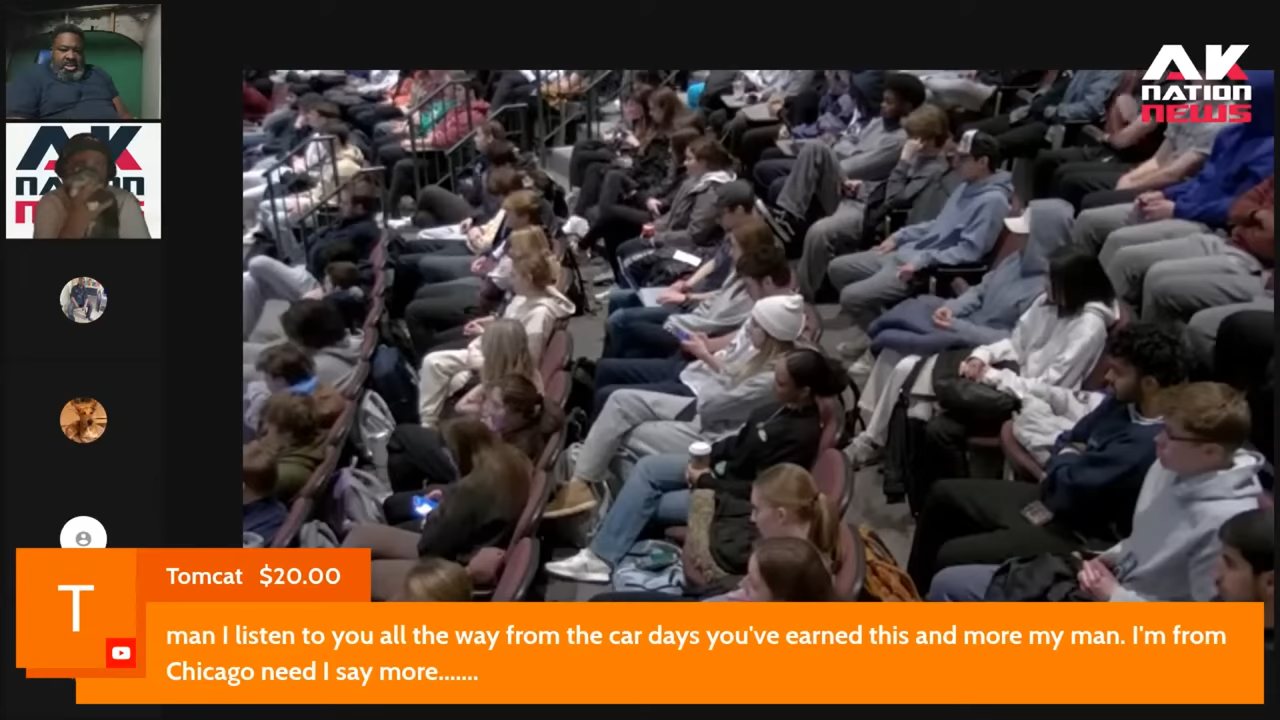 AK
NATION
NEWS
AK
Tomcat $20.00
T
man I listen to you all the way from the car days you've earned this and more my man. I'm from
Chicago need I say more.......